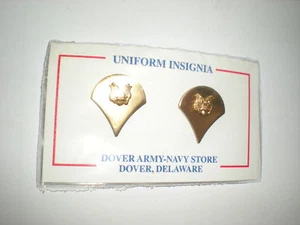 UNIFORM INSIGNIA
DOVER ARMY-NAVY STORE
DOVER, DELAWARE